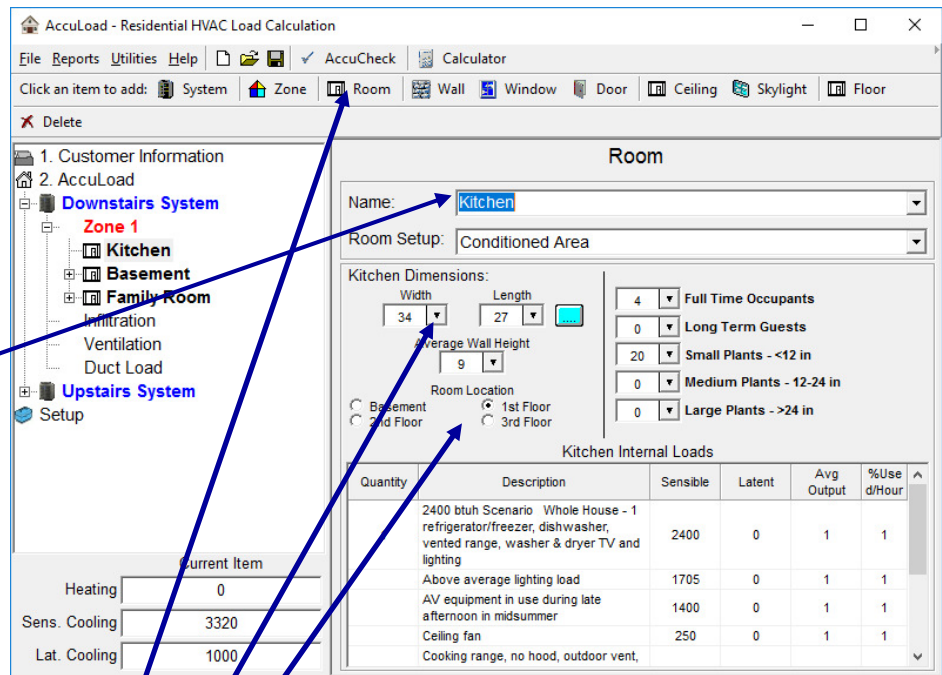 AccuLoad - Residential HVAC Load Calculation
File Reports Utilities Help AccuCheck Calculator
Click an item to add: System Zone Room Wall Window Door Ceiling Skylight Floor
Delete
1. Customer Information
2. AccuLoad
Downstairs System
Zone 1
Kitchen
Basement
Family Room
Infiltration
Ventilation
Duct Load
Upstairs System
Setup
Current Item
Heating 0
Sens. Cooling 3320
Lat. Cooling 1000
Room
Name: Kitchen
Room Setup: Conditioned Area
Kitchen Dimensions:
Width Length
34 27 ....
Average Wall Height
9
Room Location
Basement 1st Floor
2nd Floor 3rd Floor
4 Full Time Occupants
0 Long Term Guests
20 Small Plants - <12 in
0 Medium Plants - 12-24 in
0 Large Plants - >24 in
Kitchen Internal Loads
Quantity Description Sensible Latent Avg Output %Use d/Hour
2400 btuh Scenario Whole House - 1
refrigerator/freezer, dishwasher,
vented range, washer & dryer TV and
lighting
2400 0 1 1
Above average lighting load 1705 0 1 1
AV equipment in use during late
afternoon in midsummer
1400 0 1 1
Ceiling fan 250 0 1 1
Cooking range, no hood, outdoor vent,